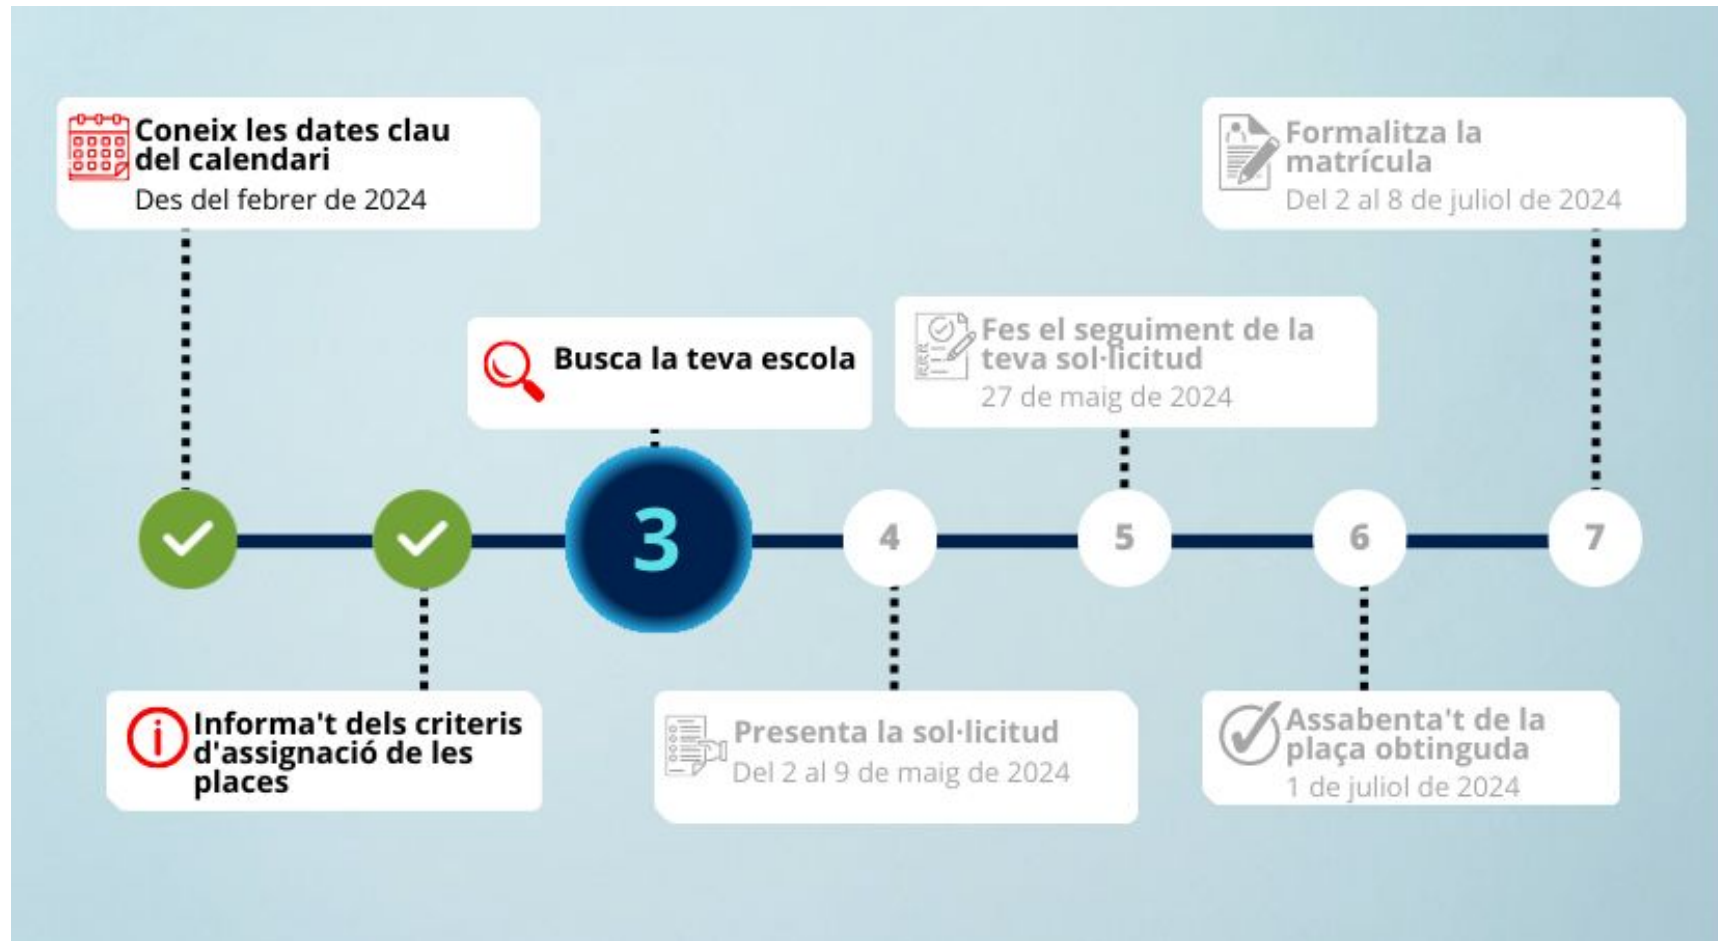 Coneix les dates clau
del calendari
Des del febrer de 2024
Informa't dels criteris
d'assignació de les
places
Busca la teva escola
3
4
Presenta la sol·licitud
Del 2 al 9 de maig de 2024
Fes el seguiment de la
teva sol·licitud
27 de maig de 2024
5
6
Assabenta't de la
plaça obtinguda
1 de juliol de 2024
Formalitza la
matrícula
Del 2 al 8 de juliol de 2024
7